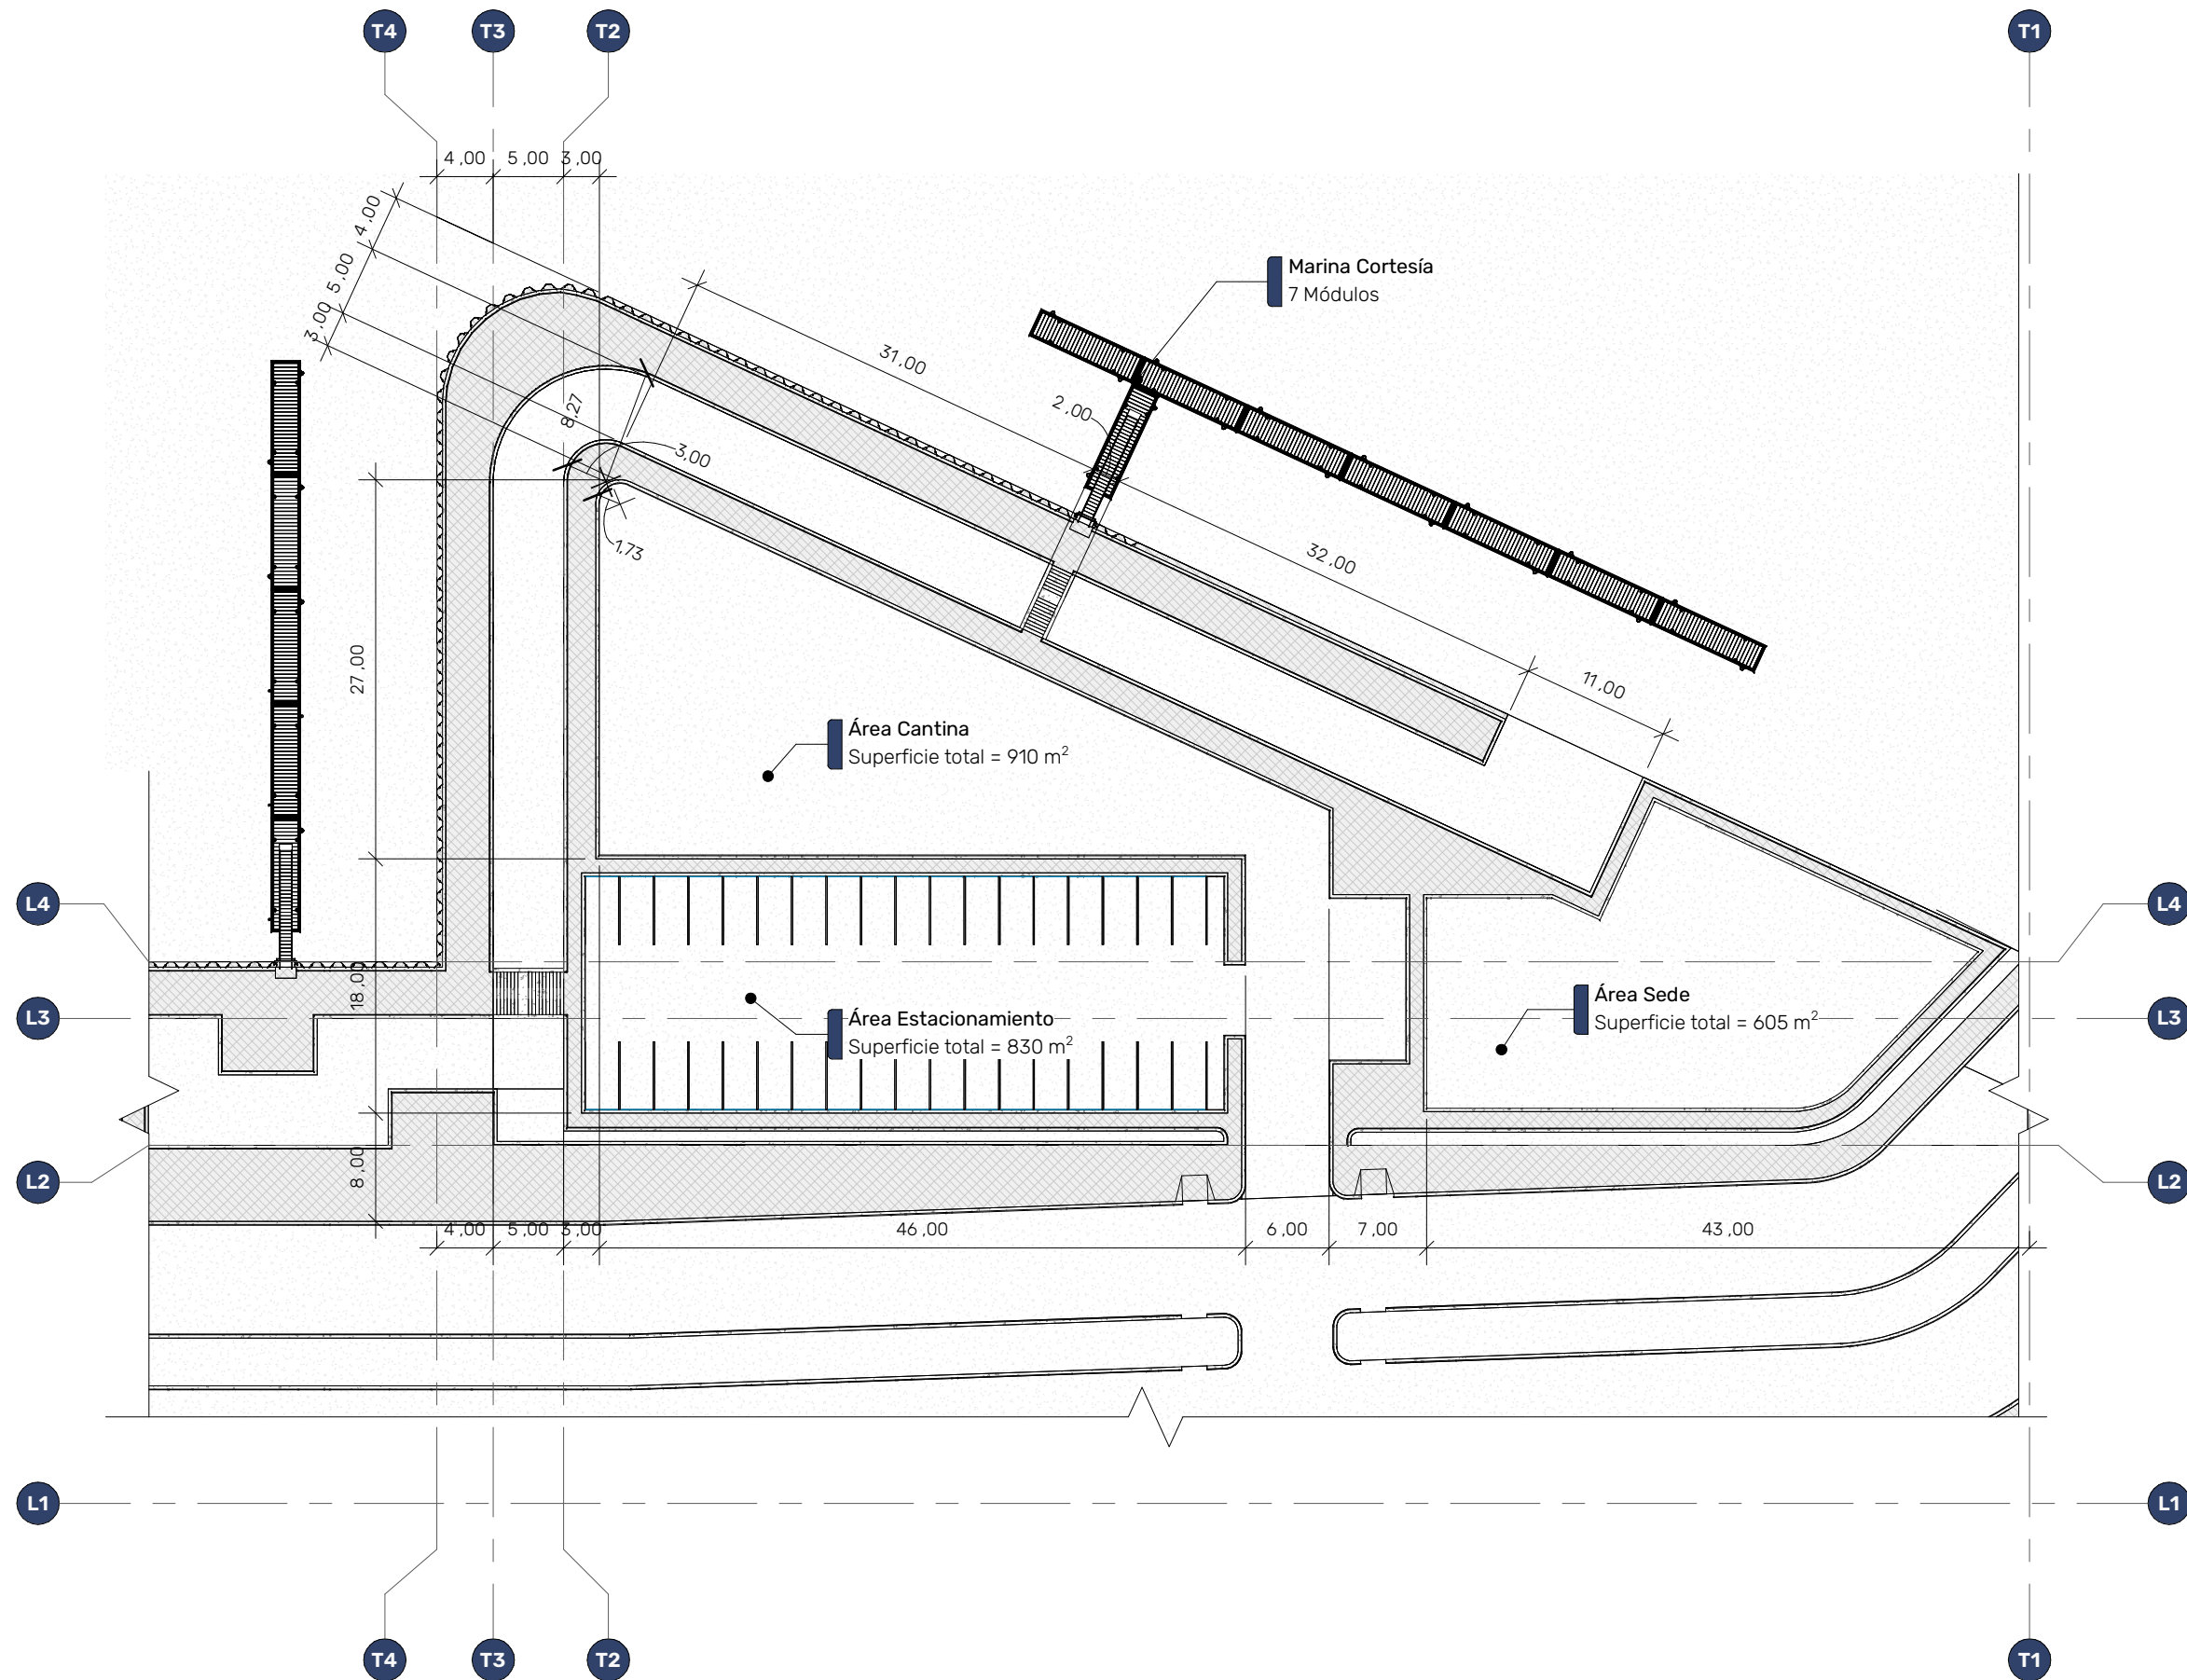 T4
T3
T2
T1
4,00
5,00
3,00
4,00
5,00
3,00
Marina Cortesía
7 Módulos
31,00
2,00
8,27
3,00
1,73
32,00
11,00
27,00
Área Cantina
Superficie total = 910 m²
L4
L4
18,00
Área Sede
Superficie total = 605 m²
L3
L3
Área Estacionamiento
Superficie total = 830 m²
8,00
L2
L2
4,00
5,00
3,00
46,00
6,00
7,00
43,00
L1
L1
T4
T3
T2
T1